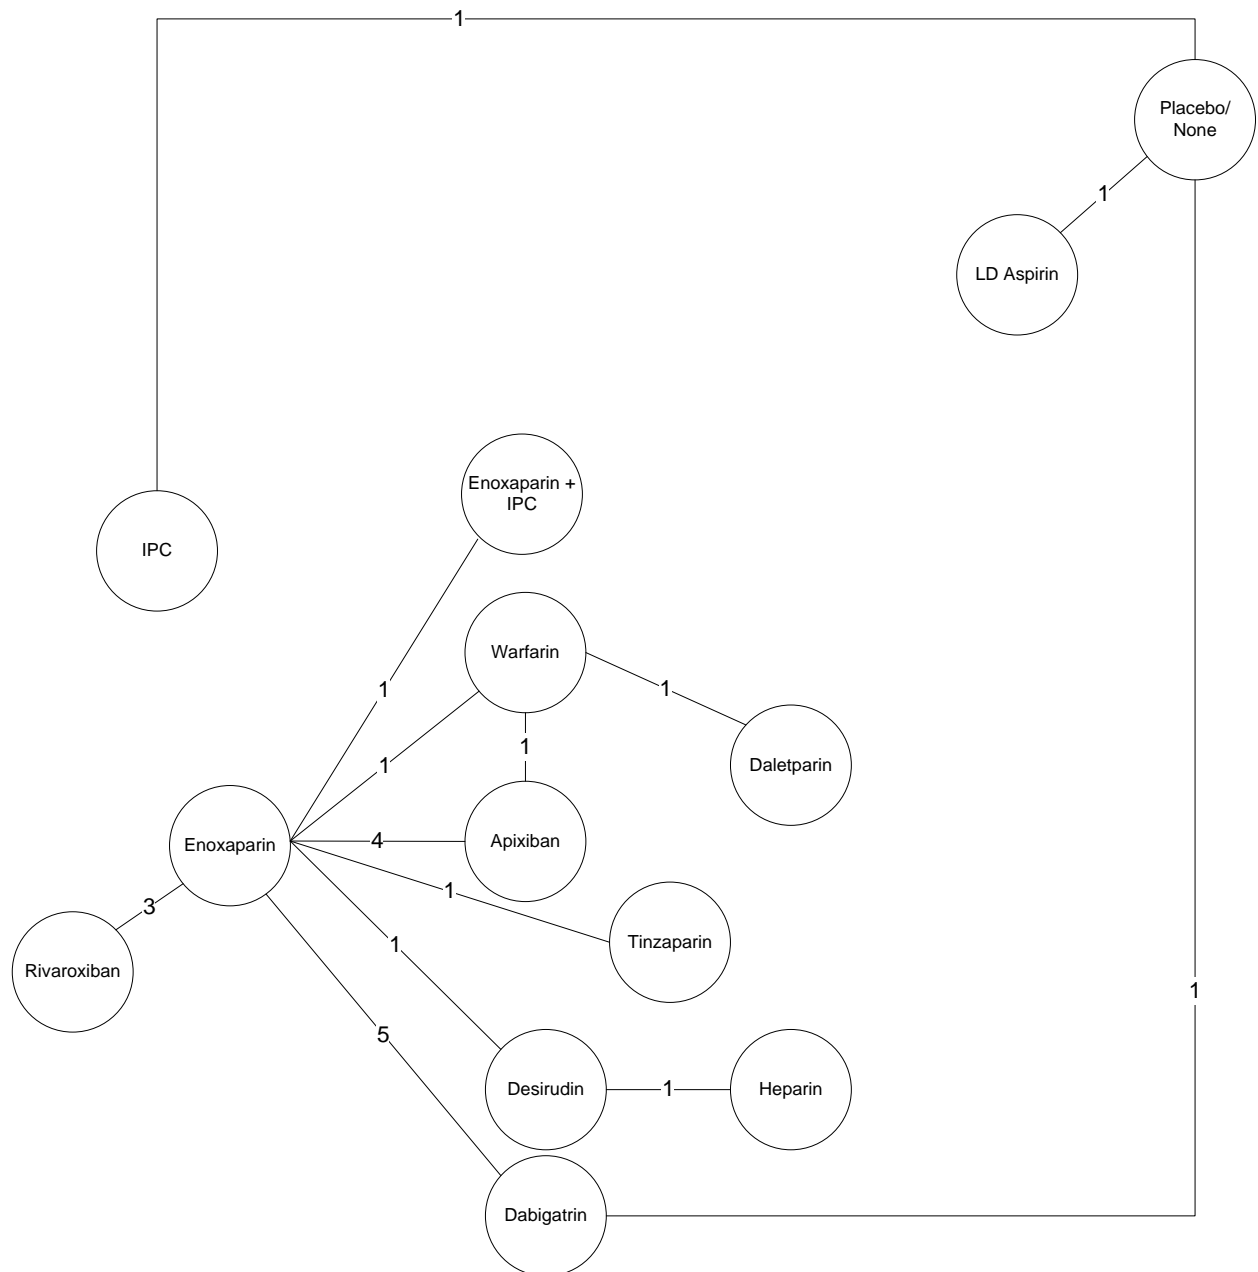 1
Placebo/
None
1
LD Aspirin
Enoxaparin +
IPC
IPC
1
Warfarin
1
1
1
Daletparin
Enoxaparin
4
Apixiban
1
3
Rivaroxiban
1
Tinzaparin
1
5
Desirudin
1
Heparin
Dabigatrin